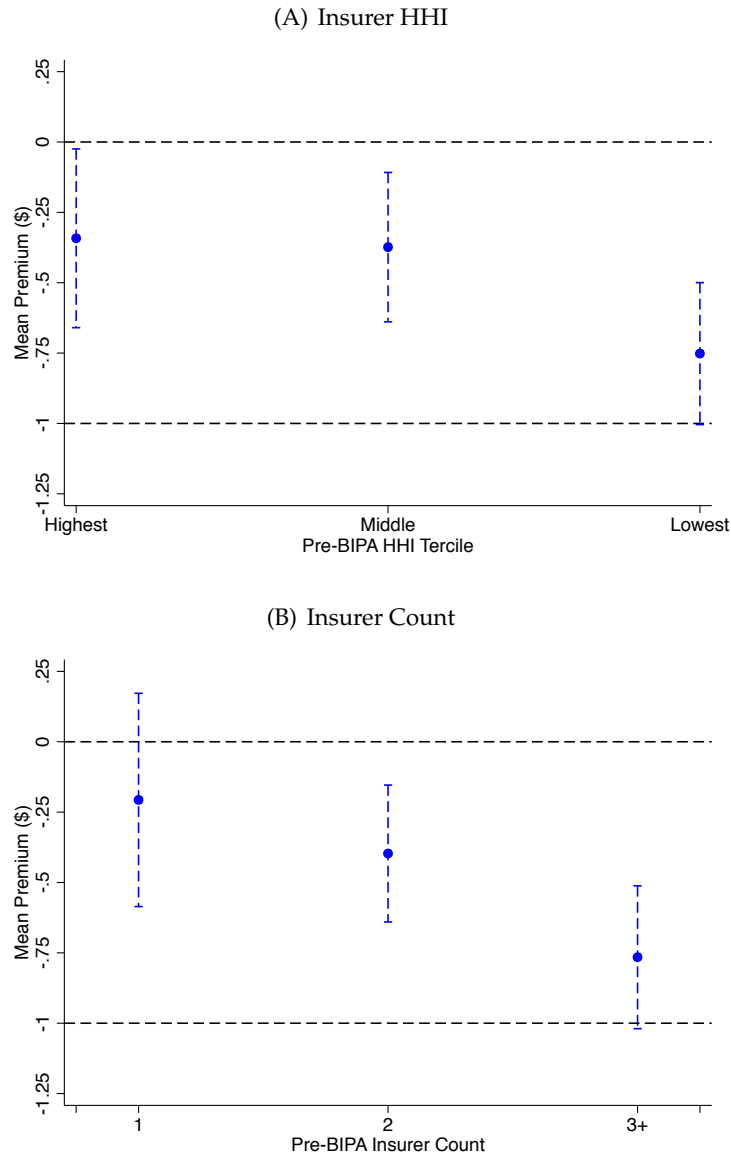 (A) Insurer HHI
Mean Premium ($)
.25
0
-.25
-.5
-.75
-1
-1.25
Highest Middle Lowest
Pre-BIPA HHI Tercile
(B) Insurer Count
Mean Premium ($)
.25
0
-.25
-.5
-.75
-1
-1.25
1 2 3+
Pre-BIPA Insurer Count